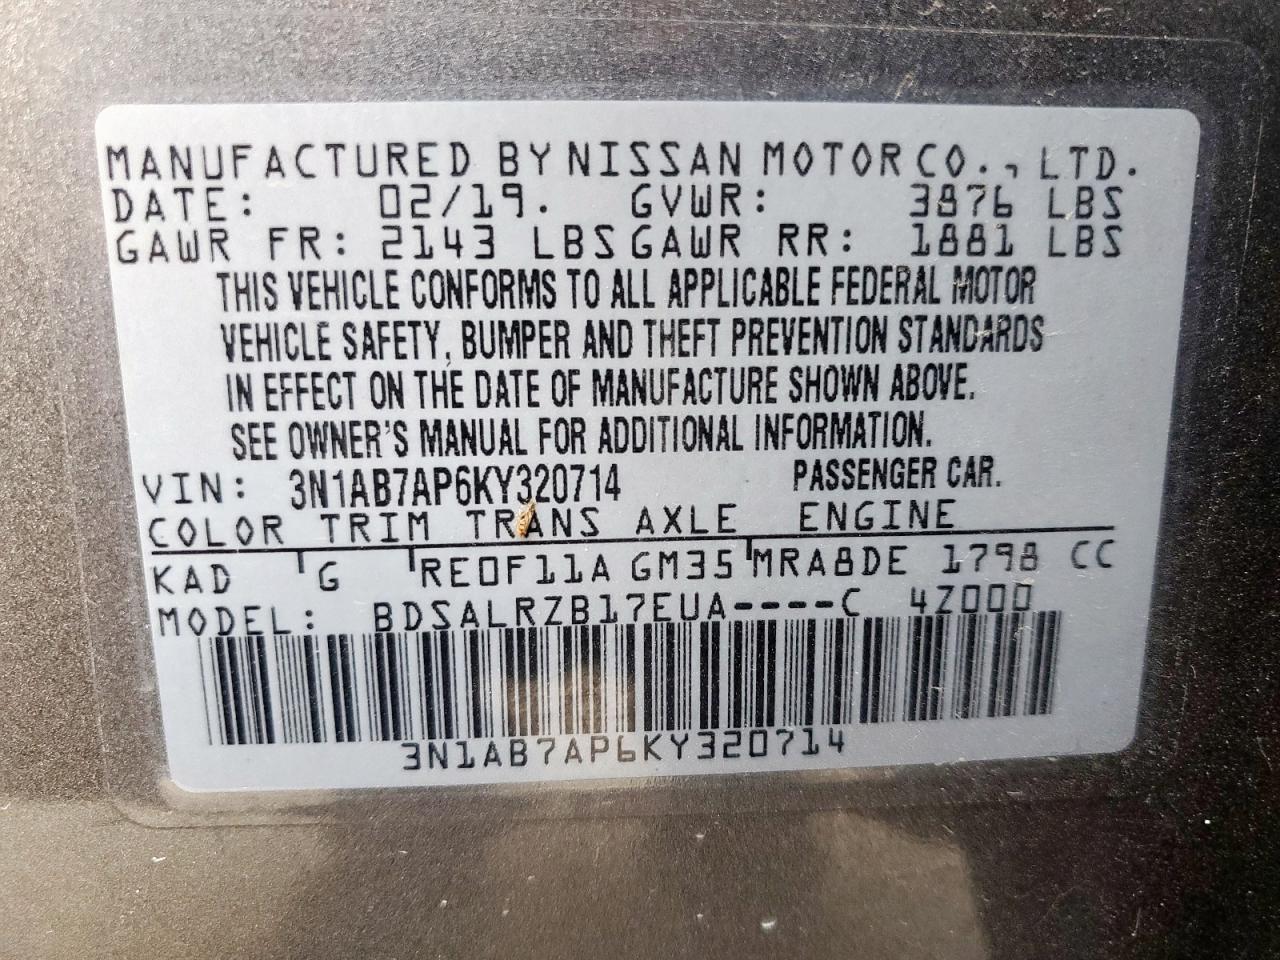 MANUFACTURED BY NISSAN MOTOR CO., LTD.
DATE: 02/19. GVWR: 3876 LBS
GAWR FR: 2143 LBS GAWR RR: 1881 LBS
THIS VEHICLE CONFORMS TO ALL APPLICABLE FEDERAL MOTOR
VEHICLE SAFETY, BUMPER AND THEFT PREVENTION STANDARDS
IN EFFECT ON THE DATE OF MANUFACTURE SHOWN ABOVE.
SEE OWNER'S MANUAL FOR ADDITIONAL INFORMATION.
VIN: 3N1AB7AP6KY320714 PASSENGER CAR.
COLOR TRIM TRANS AXLE ENGINE
KAD G RE0F11A GM35 MRA8DE 1798 CC
MODEL: BDSALRZB17EUA----C 4Z000
3N1AB7AP6KY320714